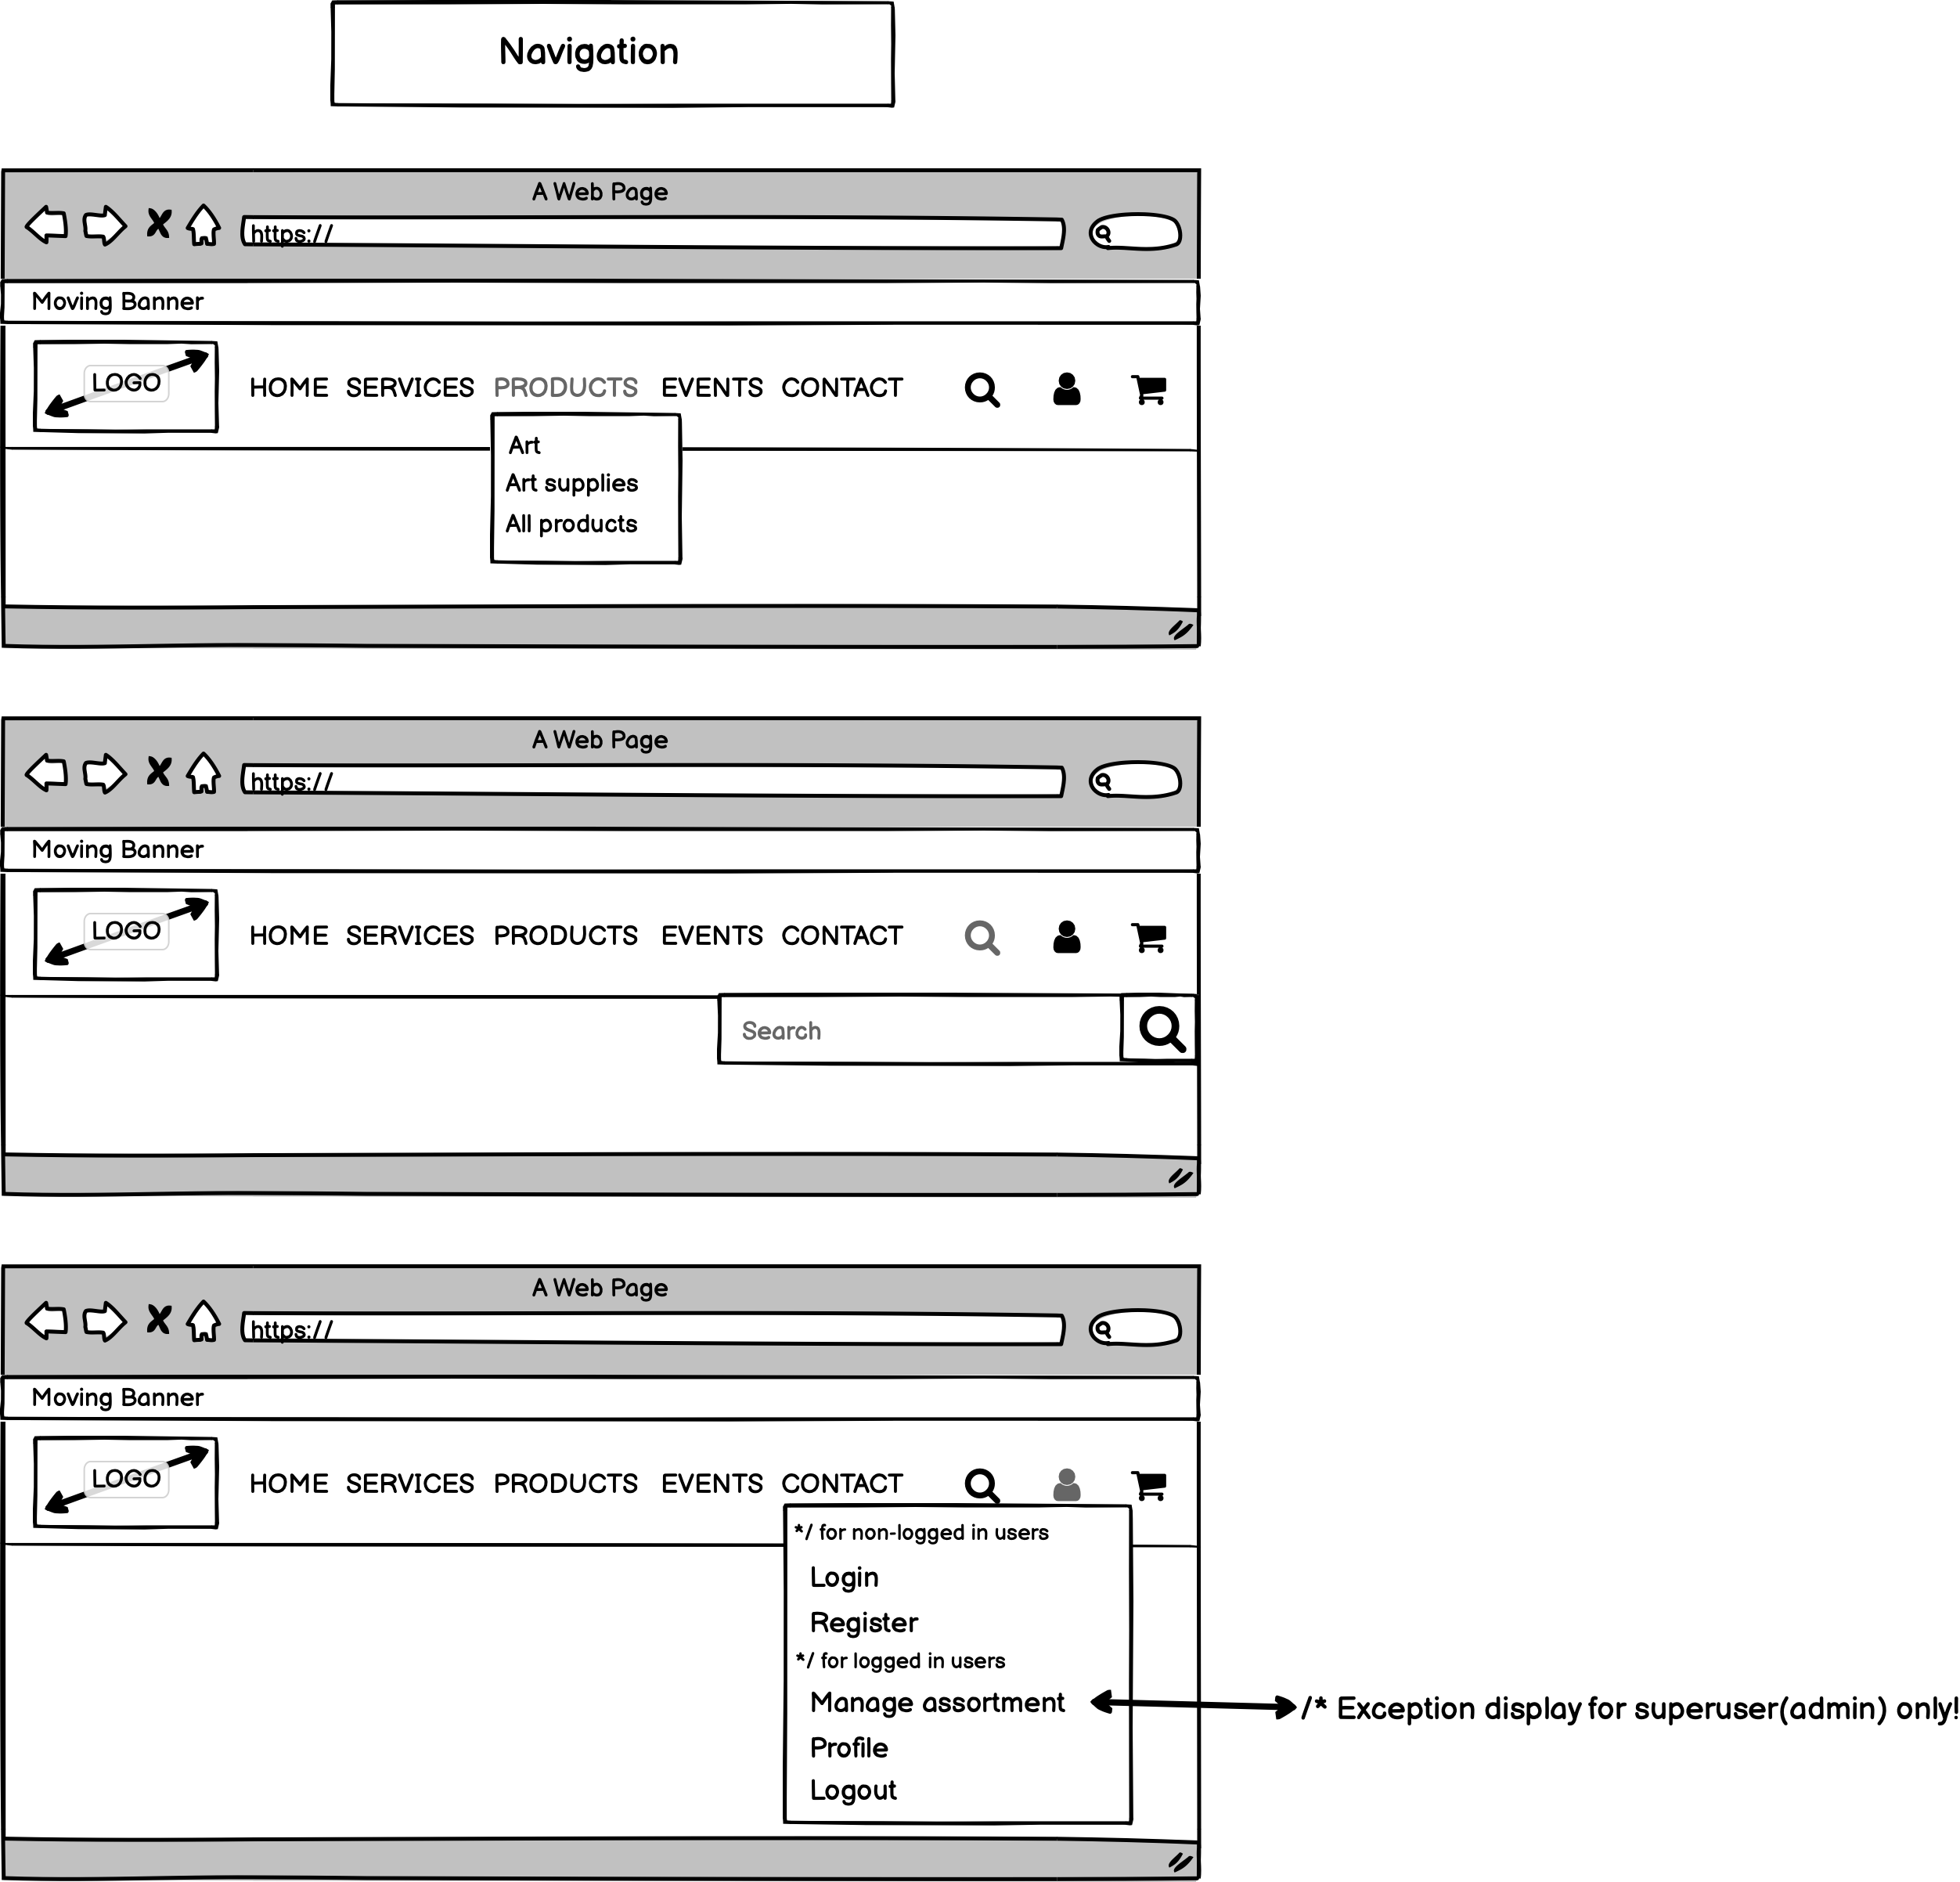 Navigation
A Web Page
https://
Moving Banner
LOGO HOME SERVICES PRODUCTS EVENTS CONTACT
Art
Art supplies
All products
A Web Page
https://
Moving Banner
LOGO HOME SERVICES PRODUCTS EVENTS CONTACT
Search
A Web Page
https://
Moving Banner
LOGO HOME SERVICES PRODUCTS EVENTS CONTACT
*/ for non-logged in users
Login
Register
*/ for logged in users
Manage assortment /* Exception display for superuser(admin) only!
Profile
Logout